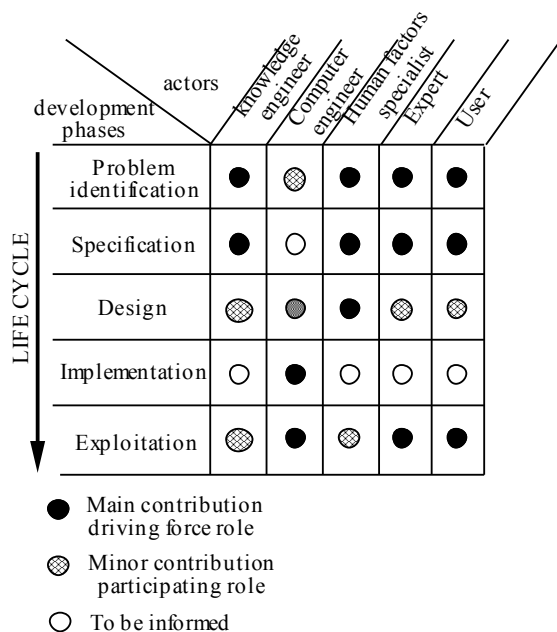 actors
development
phases
knowledge
engineer
Computer
engineer
Human factors
specialist
Expert
User
LIFE CYCLE
Problem
identification
Specification
Design
Implementation
Exploitation
Main contribution
driving force role
Minor contribution
participating role
To be informed